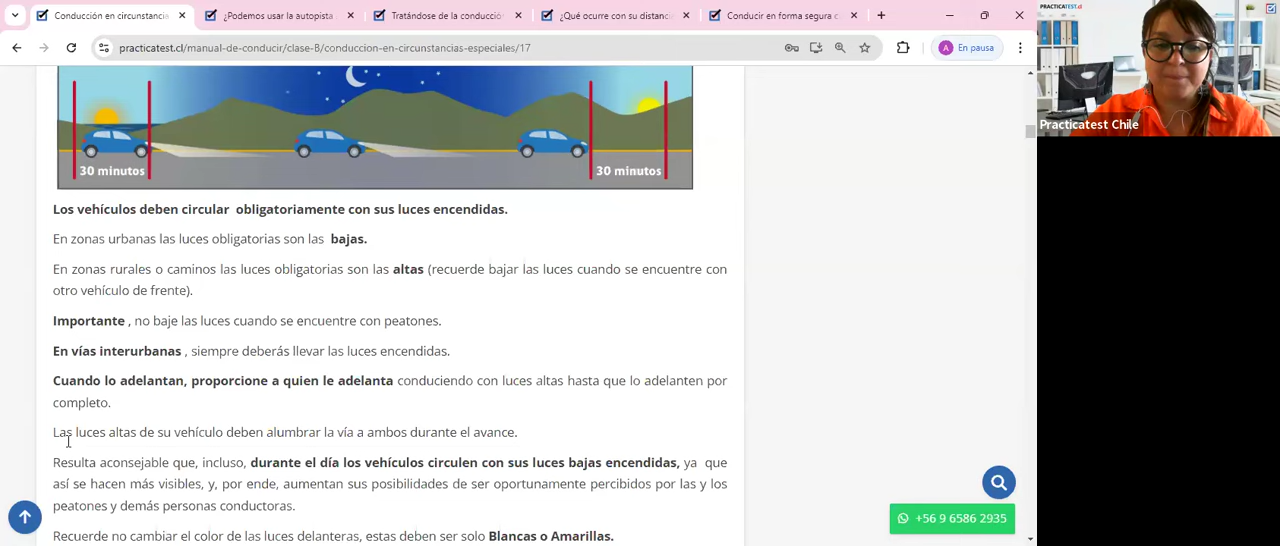 Conducción en circunstancia
¿Podemos usar la autopista
Tratándose de la conducció
¿Qué ocurre con su distanci
Conducir en forma segura c
practicatest.cl/manual-de-conducir/clase-B/conduccion-en-circunstancias-especiales/17
A En pausa
PRACTICATEST.cl
Practicatest Chile
30 minutos
30 minutos
Los vehículos deben circular obligatoriamente con sus luces encendidas.
En zonas urbanas las luces obligatorias son las bajas.
En zonas rurales o caminos las luces obligatorias son las altas (recuerde bajar las luces cuando se encuentre con
otro vehículo de frente).
Importante , no baje las luces cuando se encuentre con peatones.
En vías interurbanas , siempre deberás llevar las luces encendidas.
Cuando lo adelantan, proporcione a quien le adelanta conduciendo con luces altas hasta que lo adelanten por
completo.
Las luces altas de su vehículo deben alumbrar la vía a ambos durante el avance.
Resulta aconsejable que, incluso, durante el día los vehículos circulen con sus luces bajas encendidas, ya que
así se hacen más visibles, y, por ende, aumentan sus posibilidades de ser oportunamente percibidos por las y los
peatones y demás personas conductoras.
Recuerde no cambiar el color de las luces delanteras, estas deben ser solo Blancas o Amarillas.
+56 9 6586 2935